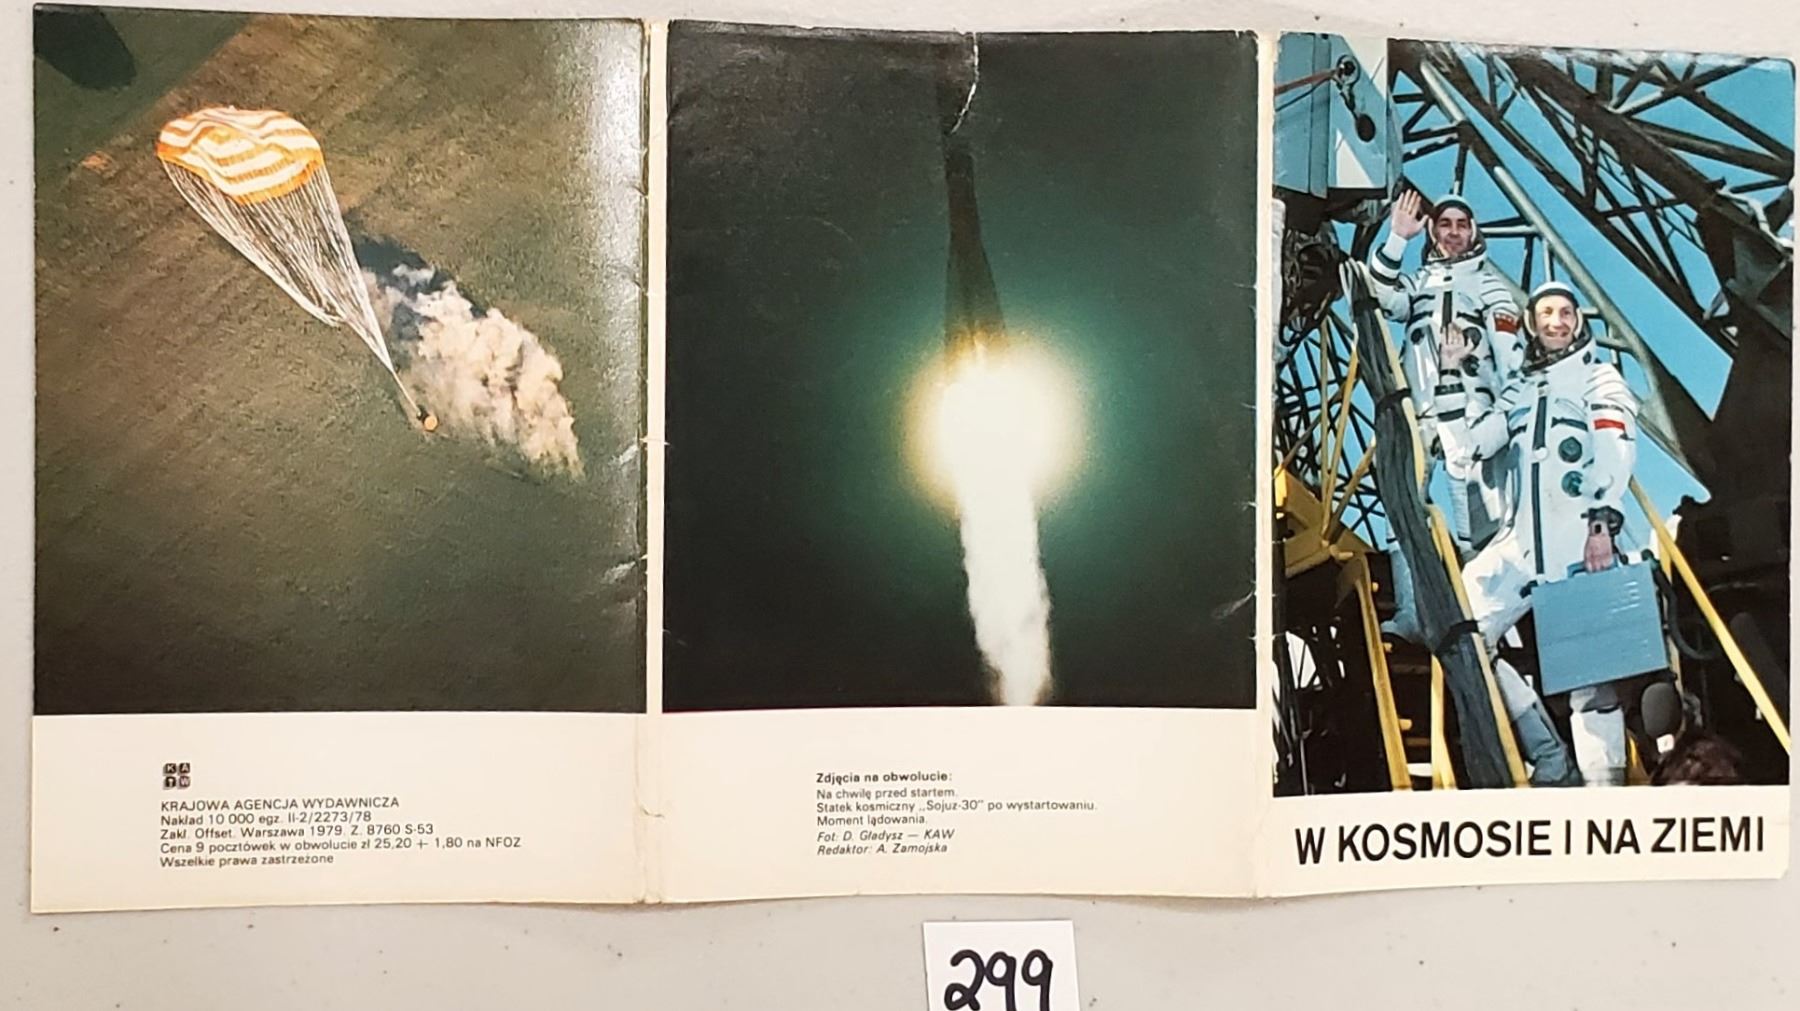 KAW
KRAJOWA AGENCJA WYDAWNICZA
Nakład 10 000 egz. II-2/2273/78
Zakł. Offset. Warszawa 1979. Z. 8760 S-53
Cena 9 pocztówek w obwolucie zł 25,20 + 1,80 na NFOZ
Wszelkie prawa zastrzeżone
Zdjęcia na obwolucie:
Na chwilę przed startem.
Statek kosmiczny „Sojuz-30" po wystartowaniu.
Moment lądowania.
Fot: D. Gładysz — KAW
Redaktor: A. Zamojska
W KOSMOSIE I NA ZIEMI
299